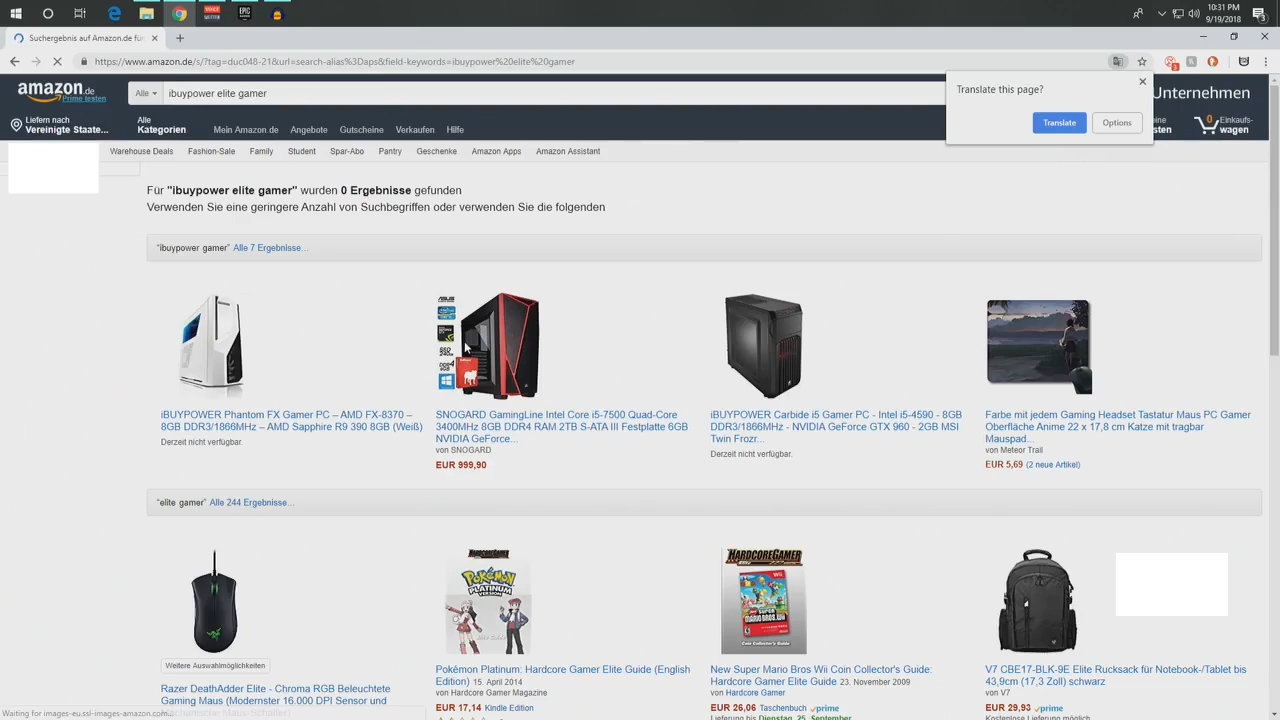 10:31 PM
9/19/2018
Suchergebnis auf Amazon.de für
https://www.amazon.de/s/?tag=duc048-21&url=search-alias%3Daps&field-keywords=ibuypower%20elite%20gamer
Translate this page?
Translate
Options
amazon.de
Prime testen
Alle
ibuypower elite gamer
Unternehmen
Liefern nach
Vereinigte Staate...
Alle
Kategorien
Mein Amazon.de
Angebote
Gutscheine
Verkaufen
Hilfe
0
Einkaufs-
wagen
Warehouse Deals
Fashion-Sale
Family
Student
Spar-Abo
Pantry
Geschenke
Amazon Apps
Amazon Assistant
Für "ibuypower elite gamer" wurden 0 Ergebnisse gefunden
Verwenden Sie eine geringere Anzahl von Suchbegriffen oder verwenden Sie die folgenden
"ibuypower gamer" Alle 7 Ergebnisse...
iBUYPOWER Phantom FX Gamer PC – AMD FX-8370 –
8GB DDR3/1866MHz – AMD Sapphire R9 390 8GB (Weiß)
Derzeit nicht verfügbar.
SNOGARD GamingLine Intel Core i5-7500 Quad-Core
3400MHz 8GB DDR4 RAM 2TB S-ATA III Festplatte 6GB
NVIDIA GeForce...
von SNOGARD
EUR 999,90
iBUYPOWER Carbide i5 Gamer PC - Intel i5-4590 - 8GB
DDR3/1866MHz - NVIDIA GeForce GTX 960 - 2GB MSI
Twin Frozr...
Derzeit nicht verfügbar.
Farbe mit jedem Gaming Headset Tastatur Maus PC Gamer
Oberfläche Anime 22 x 17,8 cm Katze mit tragbar
Mauspad...
von Meteor Trail
EUR 5,69 (2 neue Artikel)
"elite gamer" Alle 244 Ergebnisse...
HARDCORE GAMER
POKéMON
PLATINUM
VERSION
HARDCORE GAMER
Wii
Weitere Auswahlmöglichkeiten
Razer DeathAdder Elite - Chroma RGB Beleuchtete
Gaming Maus (Modernster 16.000 DPI Sensor und
Pokémon Platinum: Hardcore Gamer Elite Guide (English
Edition) 15. April 2014
von Hardcore Gamer Magazine
EUR 17,14 Kindle Edition
New Super Mario Bros Wii Coin Collector's Guide:
Hardcore Gamer Elite Guide 23. November 2009
von Hardcore Gamer
EUR 26,06 Taschenbuch prime
Lieferung bis Dienstag, 25. September
V7 CBE17-BLK-9E Elite Rucksack für Notebook-/Tablet bis
43,9cm (17,3 Zoll) schwarz
von V7
EUR 29,93 prime
Kostenlose Lieferung möglich
Waiting for images-eu.ssl-images-amazon.com...